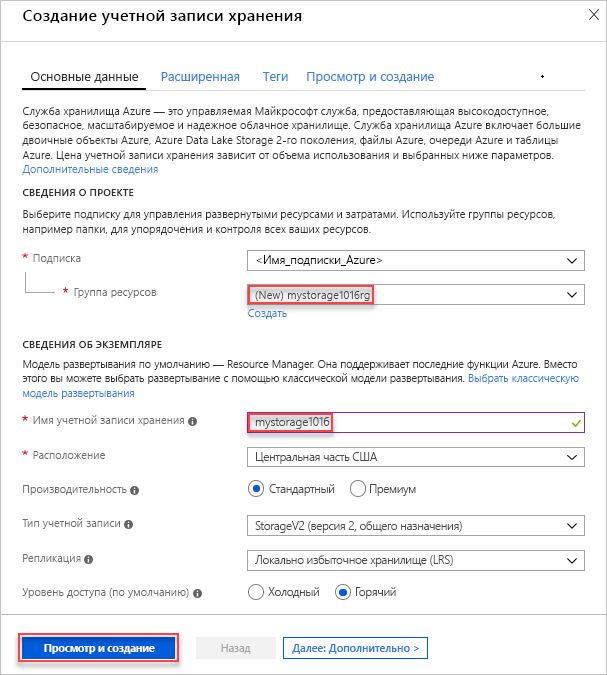 Создание учетной записи хранения
Основные данные Расширенная Теги Просмотр и создание
Служба хранилища Azure — это управляемая Майкрософт служба, предоставляющая высокодоступное,
безопасное, масштабируемое и надежное облачное хранилище. Служба хранилища Azure включает большие
двоичные объекты Azure, Azure Data Lake Storage 2-го поколения, файлы Azure, очереди Azure и таблицы
Azure. Цена учетной записи хранения зависит от объема использования и выбранных ниже параметров.
Дополнительные сведения
СВЕДЕНИЯ О ПРОЕКТЕ
Выберите подписку для управления развернутыми ресурсами и затратами. Используйте группы ресурсов,
например папки, для упорядочения и контроля всех ваших ресурсов.
* Подписка <Имя_подписки_Azure>
* Группа ресурсов (New) mystorage1016rg
Создать
СВЕДЕНИЯ ОБ ЭКЗЕМПЛЯРЕ
Модель развертывания по умолчанию — Resource Manager. Она поддерживает последние функции Azure. Вместо
этого вы можете выбрать развертывание с помощью классической модели развертывания. Выбрать классическую
модель развертывания
* Имя учетной записи хранения mystorage1016
* Расположение Центральная часть США
Производительность Стандартный Премиум
Тип учетной записи StorageV2 (версия 2, общего назначения)
Репликация Локально избыточное хранилище (LRS)
Уровень доступа (по умолчанию) Холодный Горячий
Просмотр и создание Назад Далее: Дополнительно >